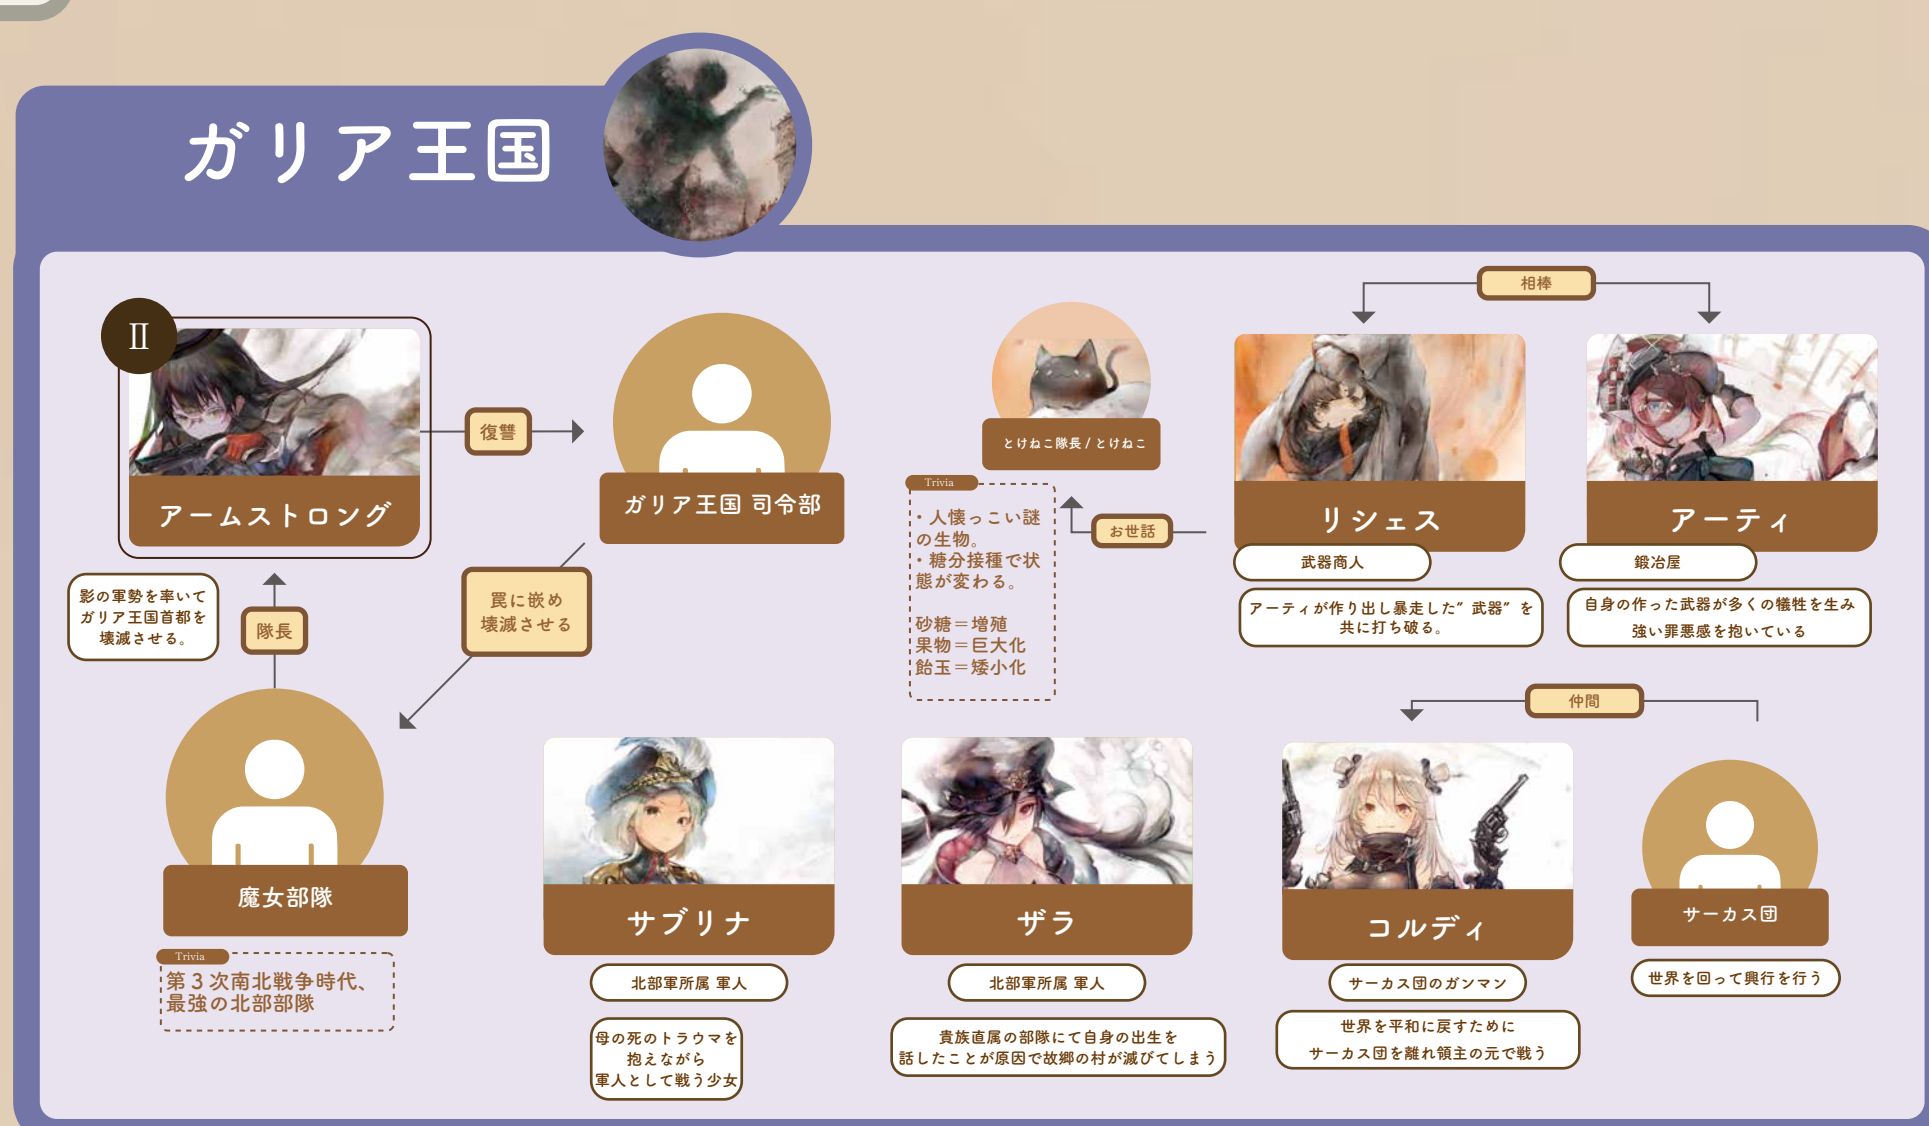 ガリア王国
Ⅱ
アームストロング
復讐
ガリア王国 司令部
影の軍勢を率いて
ガリア王国首都を
壊滅させる。
隊長
罠に嵌め
壊滅させる
魔女部隊
Trivia
第3次南北戦争時代、
最強の北部部隊
とけねこ隊長 / とけねこ
Trivia
・人懐っこい謎
の生物。
・糖分接種で状
態が変わる。
砂糖＝増殖
果物＝巨大化
飴玉＝矮小化
お世話
相棒
リシェス
武器商人
アーティが作り出し暴走した”武器”を
共に打ち破る。
アーティ
鍛冶屋
自身の作った武器が多くの犠牲を生み
強い罪悪感を抱いている
仲間
サブリナ
北部軍所属 軍人
母の死のトラウマを
抱えながら
軍人として戦う少女
ザラ
北部軍所属 軍人
貴族直属の部隊にて自身の出生を
話したことが原因で故郷の村が滅びてしまう
コルディ
サーカス団のガンマン
世界を平和に戻すために
サーカス団を離れ領主の元で戦う
サーカス団
世界を回って興行を行う